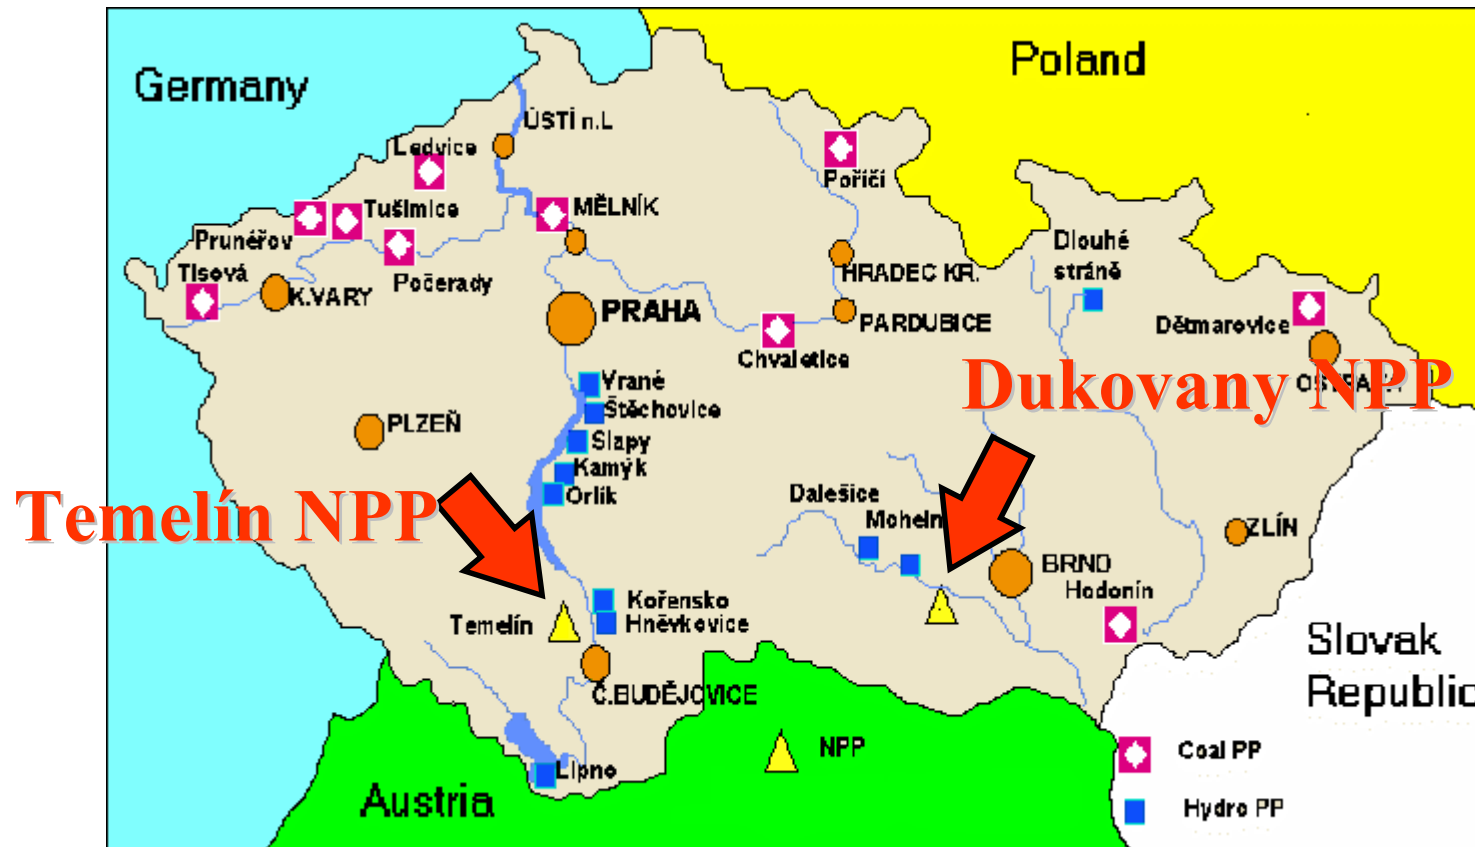 Germany
Poland
ÚSTÍ n.L
Ledvice
Poříčí
Tušimice
MĚLNÍK
Prunéřov
Dlouhé
stráně
Tisová
Počerady
K.VARY
HRADEC KR.
PRAHA
PARDUBICE
Dětmarovice
Chvaletice
Vrané
Dukovany NPP
Štěchovice
PLZEŇ
Slapy
Kamýk
Orlík
Temelín NPP
Dalešice
Moheln
ZLÍN
BRNO
Hodonín
Kořensko
Temelín
Hněvkovice
Slovak
Republic
Č.BUDĚJOVICE
NPP
Coal PP
Lipno
Austria
Hydro PP